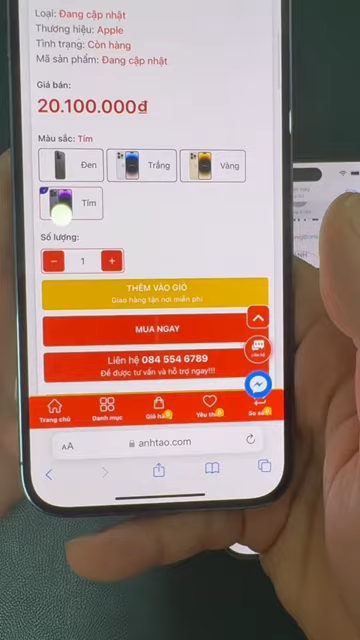 Loại: Đang cập nhật
Thương hiệu: Apple
Tình trạng: Còn hàng
Mã sản phẩm: Đang cập nhật
Giá bán:
20.100.000₫
Màu sắc: Tím
Đen
Trắng
Vàng
Tím
Số lượng:
− 1 +
THÊM VÀO GIỎ
Giao hàng tận nơi miễn phí
MUA NGAY
Liên hệ
Liên hệ 084 554 6789
Để được tư vấn và hỗ trợ ngay!!!
Trang chủ
Danh mục
Giỏ hàng
Yêu thích
So sánh
AA
anhtao.com